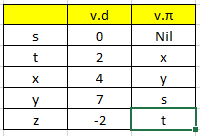 v.d v.π
s 0 Nil
t 2 x
x 4 y
y 7 s
z -2 t